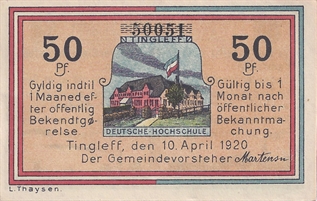 50051
TINGLEFF
50
Pf.
50
Pf.
Gyldig indtil
1 Maaned ef-
ter offentlig
Bekendtgø-
relse.
Gültig bis 1
Monat nach
öffentlicher
Bekanntma-
chung.
DEUTSCHE-HOCHSCHULE
Tingleff, den 10. April 1920
Der Gemeindevorsteher Martensn
L.Thaysen.